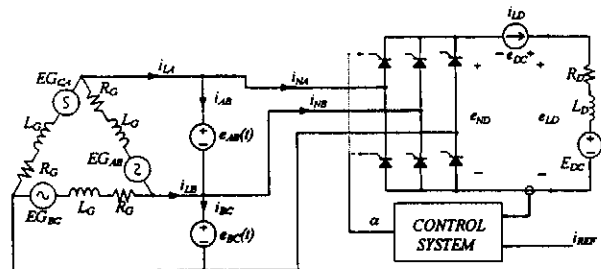 i_LD
i_LA
i_NA
− e_DC +
EG_CA
R_G
i_AB
i_NB
+
+
R_D
L_G
L_G
e_AB(t)
e_ND
e_LD
L_D
R_G
EG_AB
i_LB
i_BC
E_DC
EG_BC
L_G
R_G
e_BC(t)
−
−
α
CONTROL
SYSTEM
i_REF